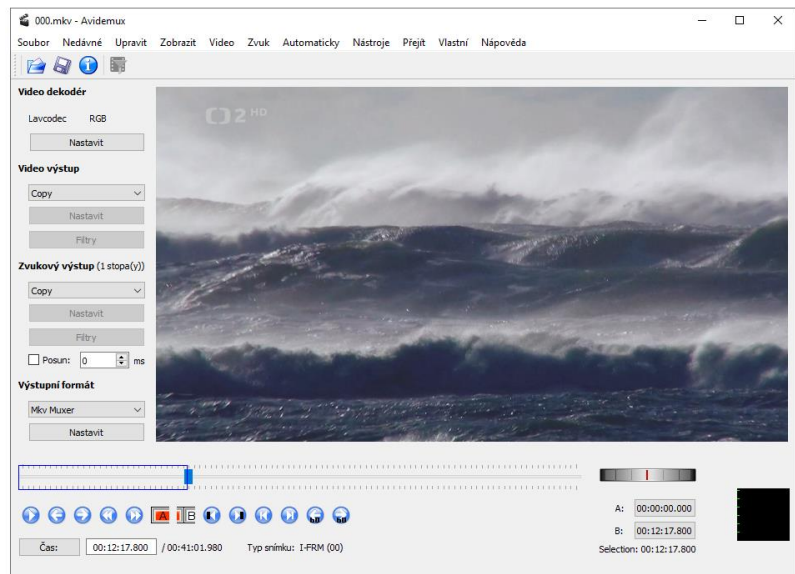 000.mkv - Avidemux
Soubor Nedávné Upravit Zobrazit Video Zvuk Automaticky Nástroje Přejít Vlastní Nápověda
Video dekodér
Lavcodec RGB
Nastavit
Video výstup
Copy
Nastavit
Filtry
Zvukový výstup (1 stopa(y))
Copy
Nastavit
Filtry
Posun: 0 ms
Výstupní formát
Mkv Muxer
Nastavit
2 HD
A B 60 60
Čas: 00:12:17.800 / 00:41:01.980 Typ snímku: I-FRM (00)
A: 00:00:00.000
B: 00:12:17.800
Selection: 00:12:17.800